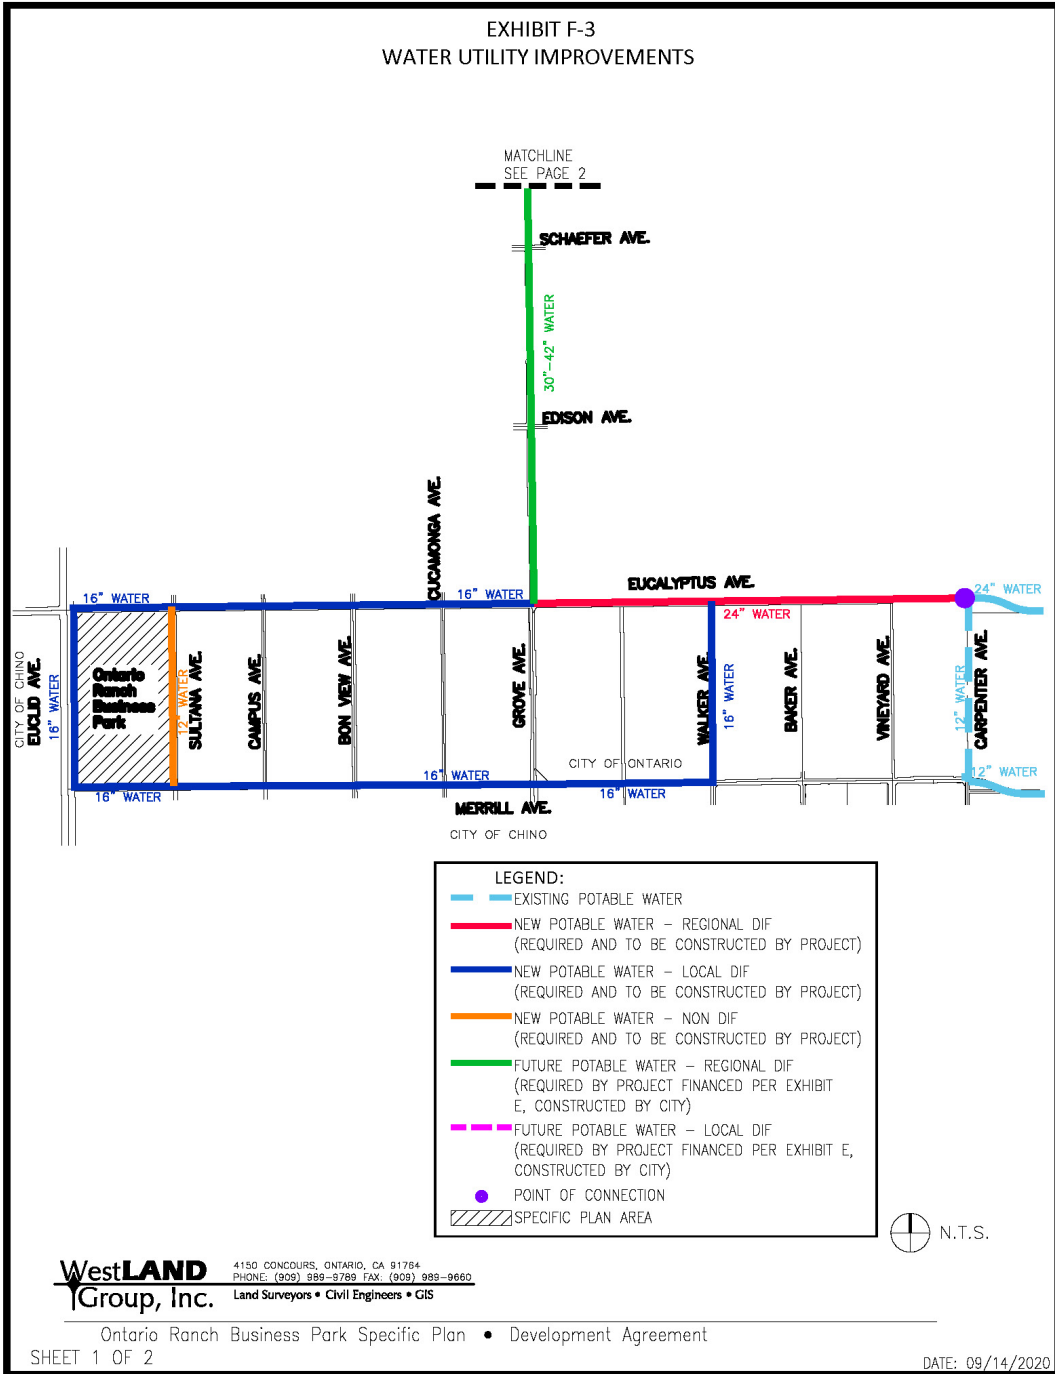 EXHIBIT F-3
WATER UTILITY IMPROVEMENTS
MATCHLINE
SEE PAGE 2
SCHAEFER AVE.
30"-42" WATER
EDISON AVE.
CUCAMONGA AVE.
EUCALYPTUS AVE.
16" WATER
16" WATER
24" WATER
24" WATER
CITY OF CHINO
EUCLID AVE.
16" WATER
Ontario
Ranch
Business
Park
12" WATER
SULTANA AVE.
CAMPUS AVE.
BON VIEW AVE.
GROVE AVE.
WALKER AVE.
16" WATER
BAKER AVE.
VINEYARD AVE.
12" WATER
CARPENTER AVE.
CITY OF ONTARIO
16" WATER
16" WATER
16" WATER
12" WATER
MERRILL AVE.
CITY OF CHINO
LEGEND:
EXISTING POTABLE WATER
NEW POTABLE WATER - REGIONAL DIF
(REQUIRED AND TO BE CONSTRUCTED BY PROJECT)
NEW POTABLE WATER - LOCAL DIF
(REQUIRED AND TO BE CONSTRUCTED BY PROJECT)
NEW POTABLE WATER - NON DIF
(REQUIRED AND TO BE CONSTRUCTED BY PROJECT)
FUTURE POTABLE WATER - REGIONAL DIF
(REQUIRED BY PROJECT FINANCED PER EXHIBIT
E, CONSTRUCTED BY CITY)
FUTURE POTABLE WATER - LOCAL DIF
(REQUIRED BY PROJECT FINANCED PER EXHIBIT E,
CONSTRUCTED BY CITY)
POINT OF CONNECTION
SPECIFIC PLAN AREA
N.T.S.
WestLAND
Group, Inc.
4150 CONCOURS, ONTARIO, CA 91764
PHONE: (909) 989-9789 FAX: (909) 989-9660
Land Surveyors • Civil Engineers • GIS
Ontario Ranch Business Park Specific Plan • Development Agreement
SHEET 1 OF 2
DATE: 09/14/2020